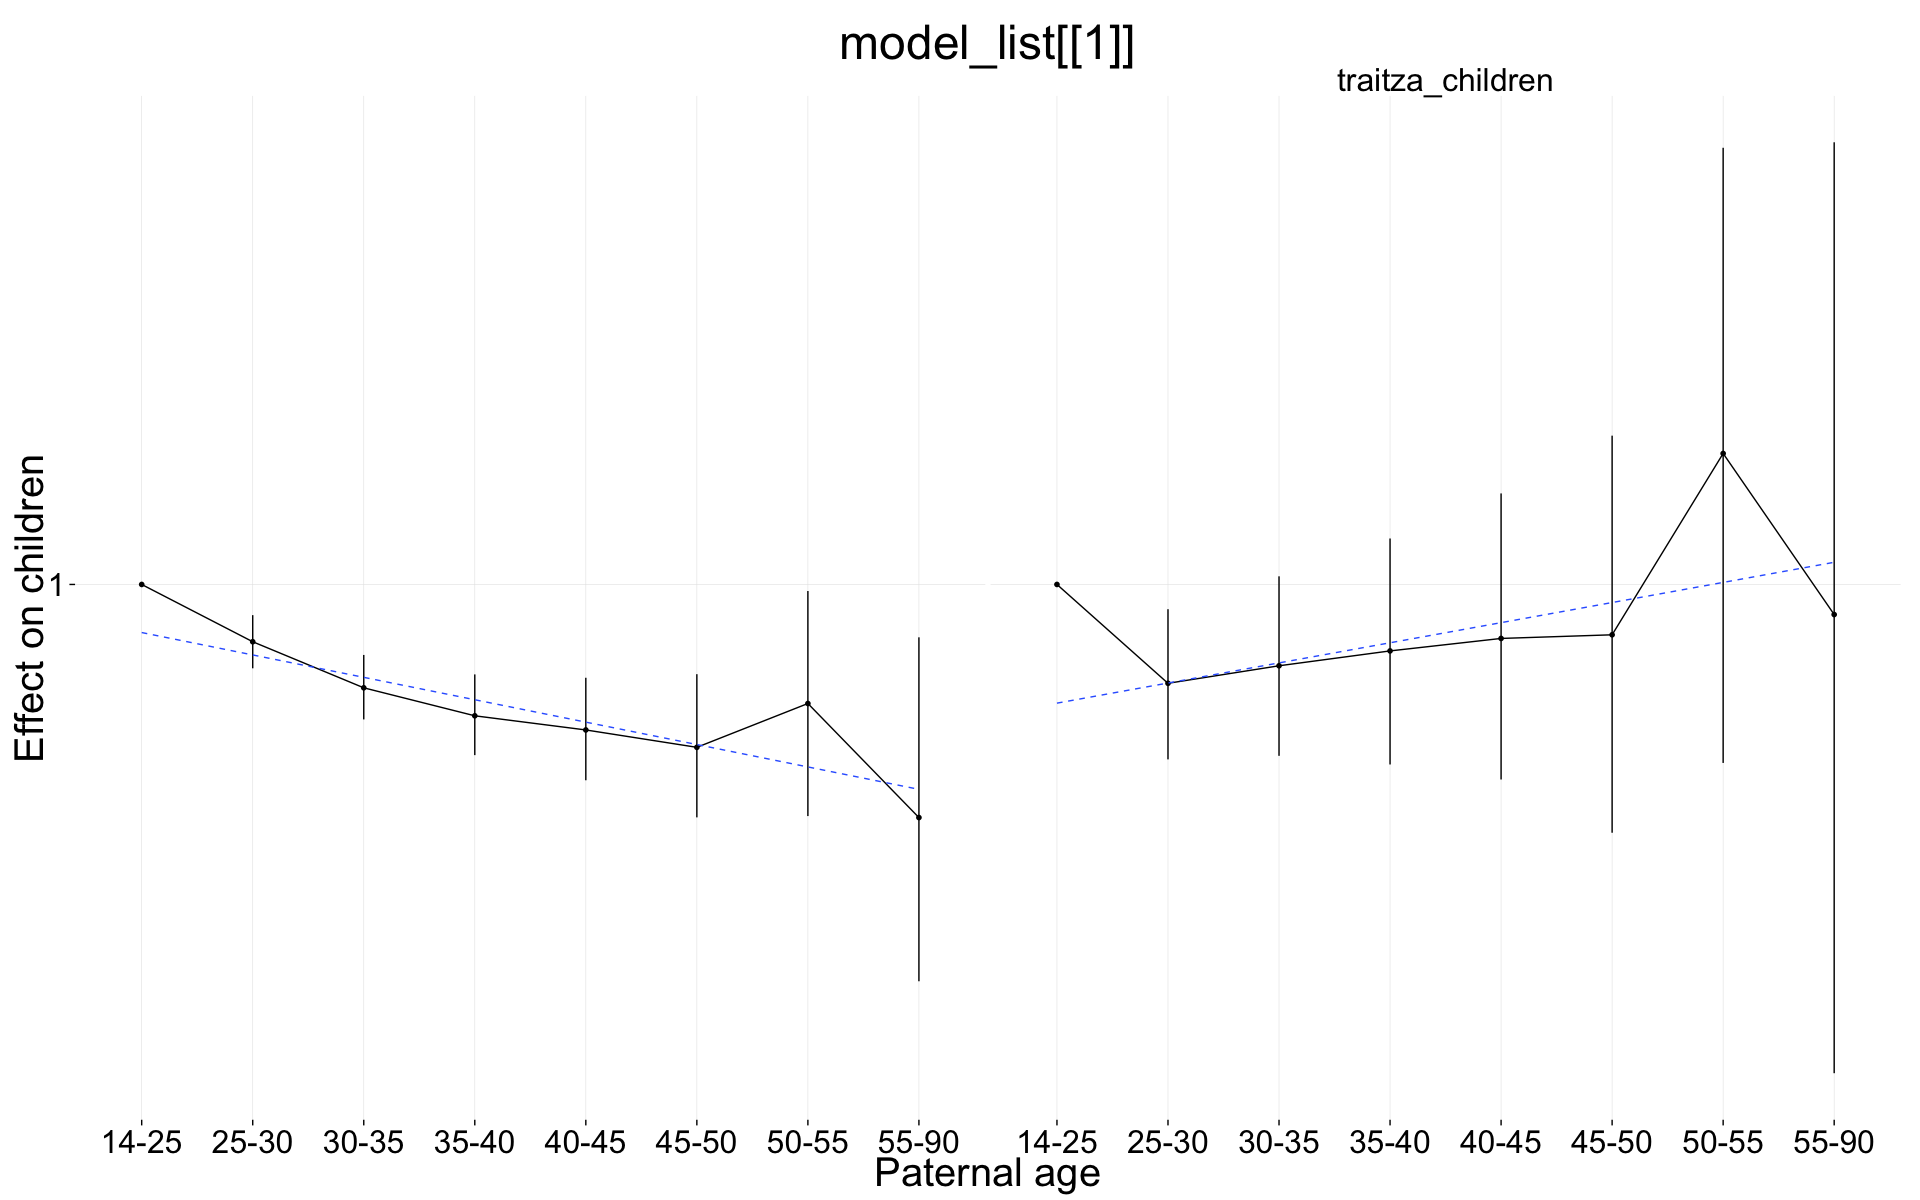 model_list[[1]]
traitza_children
Effect on children
1
14-25 25-30 30-35 35-40 40-45 45-50 50-55 55-90 14-25 25-30 30-35 35-40 40-45 45-50 50-55 55-90
Paternal age